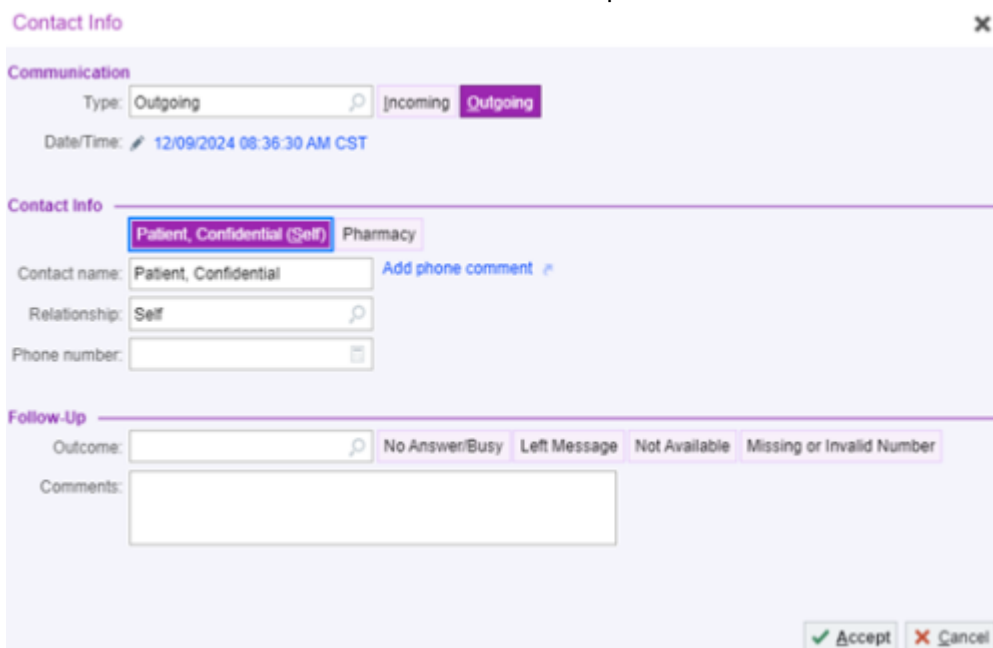 Contact Info
Communication
Type: Outgoing Incoming Outgoing
Date/Time: 12/09/2024 08:36:30 AM CST
Contact Info
Patient, Confidential (Self) Pharmacy
Contact name: Patient, Confidential Add phone comment
Relationship: Self
Phone number:
Follow-Up
Outcome: No Answer/Busy Left Message Not Available Missing or Invalid Number
Comments:
Accept Cancel